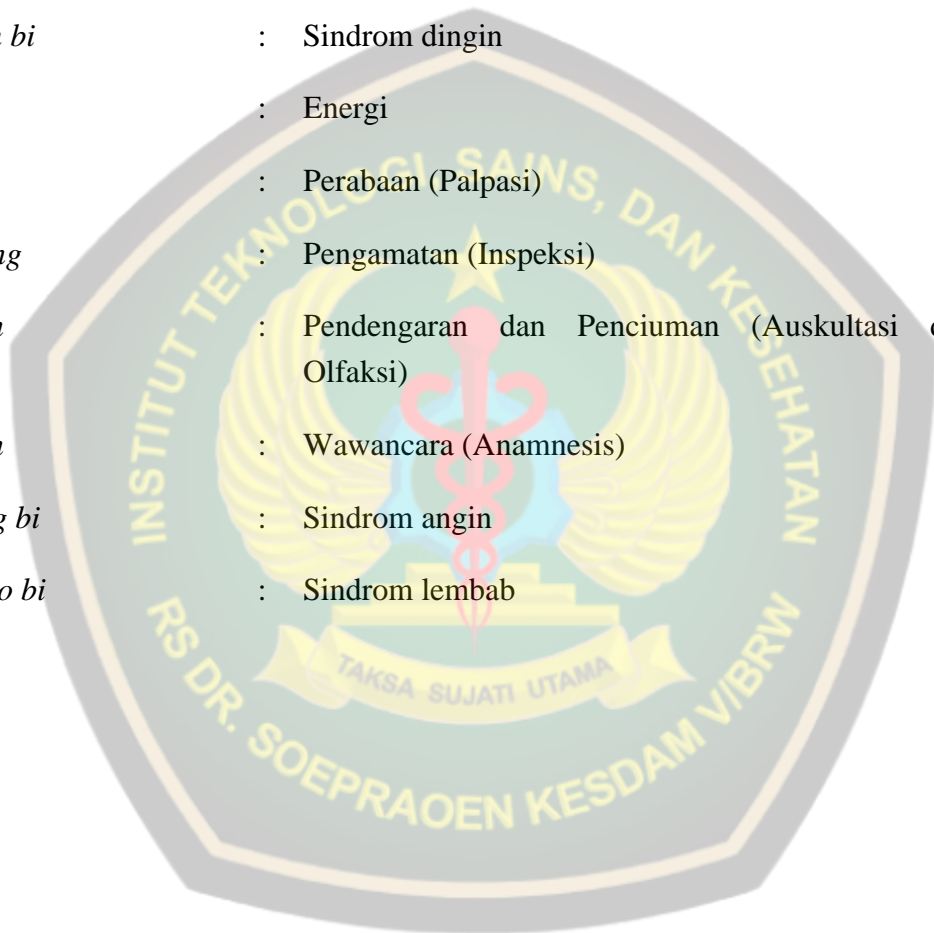 bi : Sindrom dingin
: Energi
: Perabaan (Palpasi)
ng : Pengamatan (Inspeksi)
: Pendengaran dan Penciuman (Auskultasi
Olfaksi)
: Wawancara (Anamnesis)
g bi : Sindrom angin
o bi : Sindrom lembab
INSTITUT TEKNOLOGI, SAINS, DAN KESEHATAN
TAKSA SUJATI UTAMA
RS DR. SOEPRAOEN KESDAM V/BRW